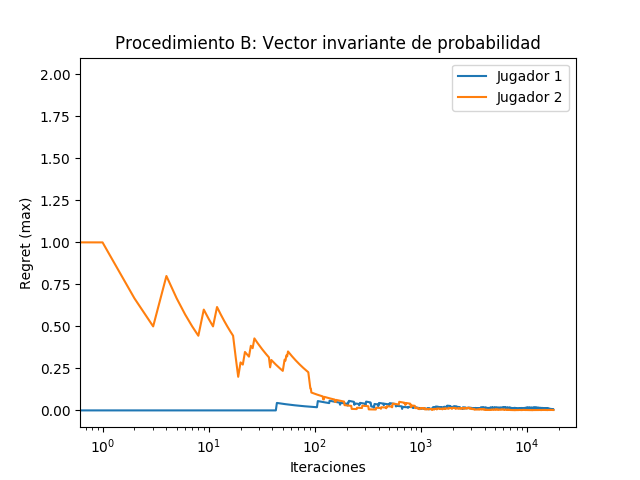 Procedimiento B: Vector invariante de probabilidad
Jugador 1
Jugador 2
Regret (max)
2.00
1.75
1.50
1.25
1.00
0.75
0.50
0.25
0.00
10⁰ 10¹ 10² 10³ 10⁴
Iteraciones